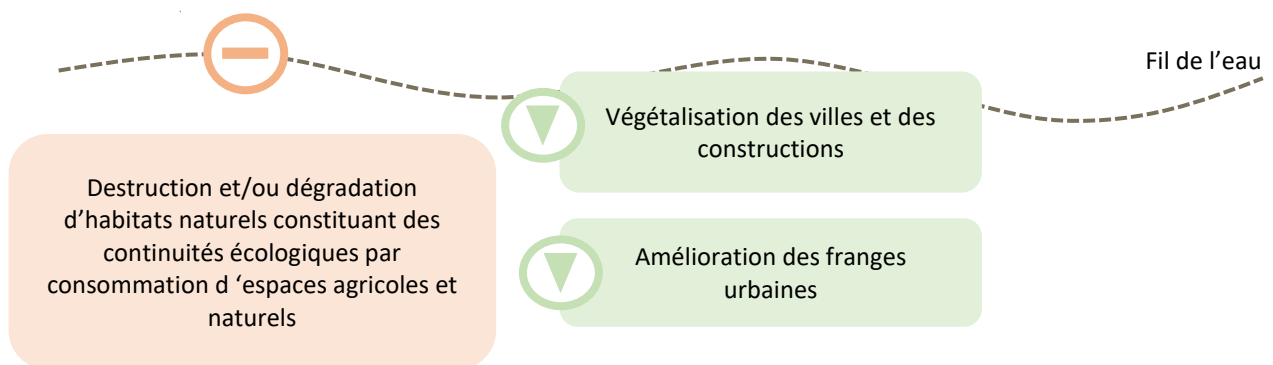 Fil de l’eau
Végétalisation des villes et des
constructions
Destruction et/ou dégradation
d’habitats naturels constituant des
continuités écologiques par
consommation d ‘espaces agricoles et
naturels
Amélioration des franges
urbaines